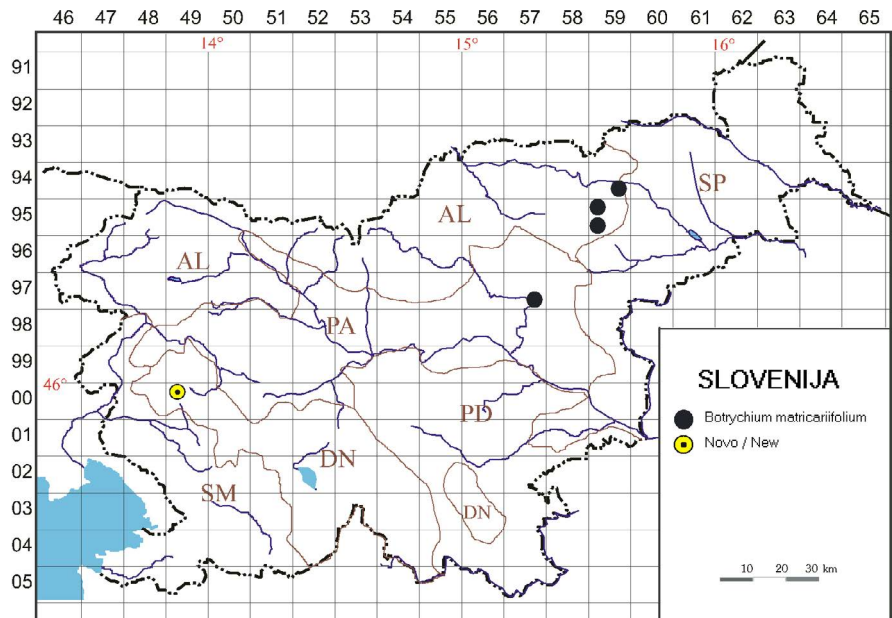 46 47 48 49 50 51 52 53 54 55 56 57 58 59 60 61 62 63 64 65
14° 15° 16°
91
92
93
94
SP
95
AL
96
AL
97
98
PA
99
46°
00
PD
01
DN
02
SM
03
DN
04
05
SLOVENIJA
Botrychium matricariifolium
Novo / New
10 20 30 km